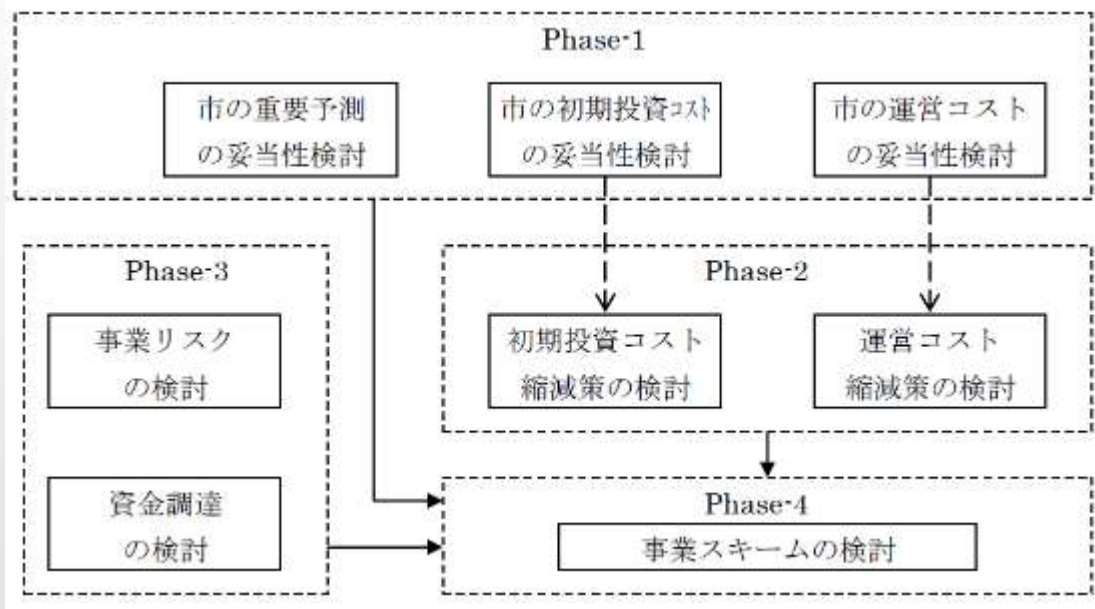 Phase-1
市の重要予測
の妥当性検討
市の初期投資コスト
の妥当性検討
市の運営コスト
の妥当性検討
Phase-3
事業リスク
の検討
資金調達
の検討
Phase-2
初期投資コスト
縮減策の検討
運営コスト
縮減策の検討
Phase-4
事業スキームの検討